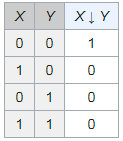 X Y X ↓ Y
0 0 1
1 0 0
0 1 0
1 1 0